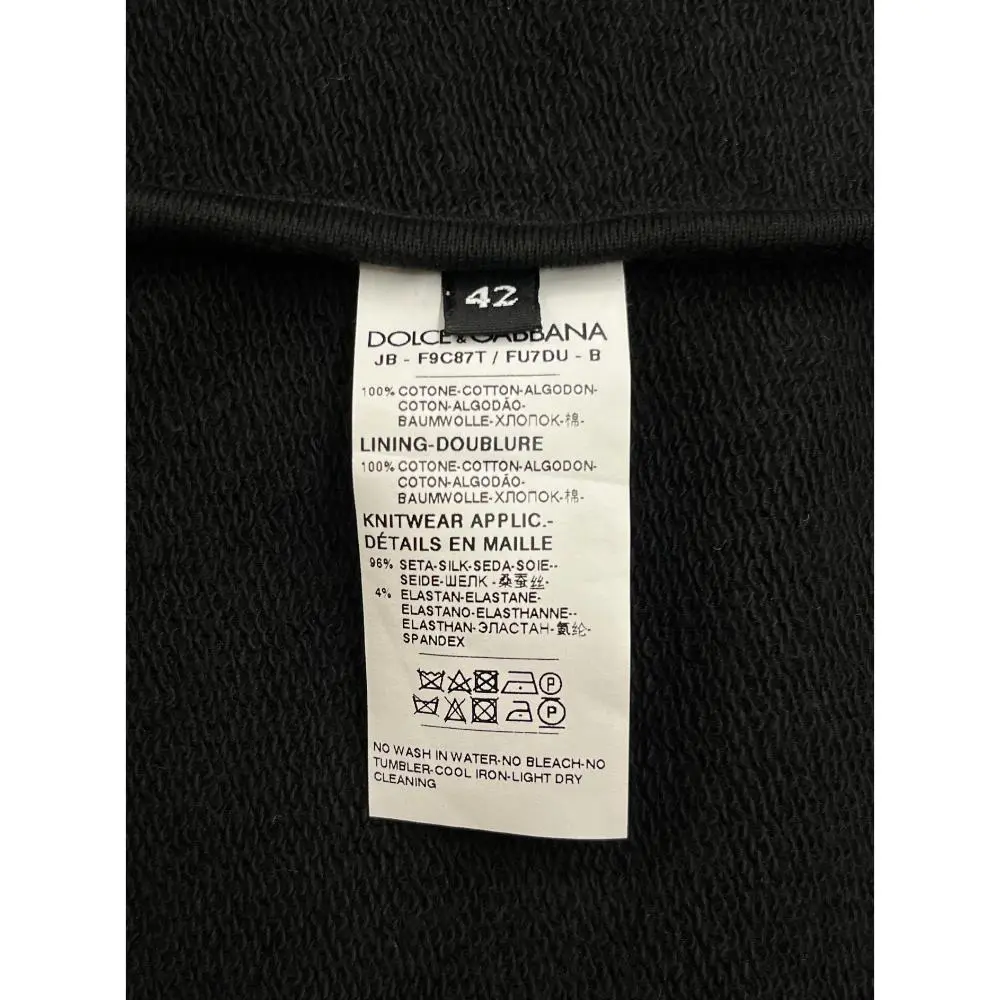 42
DOLCE & GABBANA
JB - F9C87T / FU7DU - B
100% COTONE-COTTON-ALGODON-
COTON-ALGODÃO-
BAUMWOLLE-ХЛОПОК-棉-
LINING-DOUBLURE
100% COTONE-COTTON-ALGODON-
COTON-ALGODÃO-
BAUMWOLLE-ХЛОПОК-棉-
KNITWEAR APPLIC.-
DÉTAILS EN MAILLE
96% SETA-SILK-SEDA-SOIE--
SEIDE-ШЕЛК -桑蚕丝-
4% ELASTAN-ELASTANE-
ELASTANO-ELASTHANNE--
ELASTHAN-ЭЛАСТАН-氨纶-
SPANDEX
P
P
NO WASH IN WATER-NO BLEACH-NO
TUMBLER-COOL IRON-LIGHT DRY
CLEANING